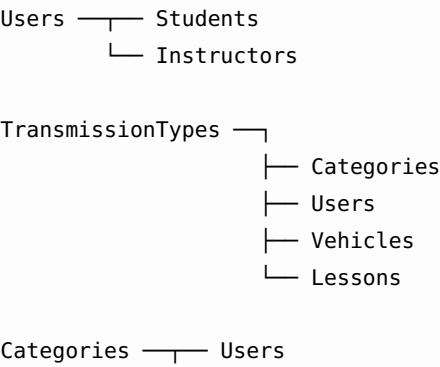 Users ──┬── Students
└── Instructors
TransmissionTypes ──┐
├── Categories
├── Users
├── Vehicles
└── Lessons
Categories ──┬── Users